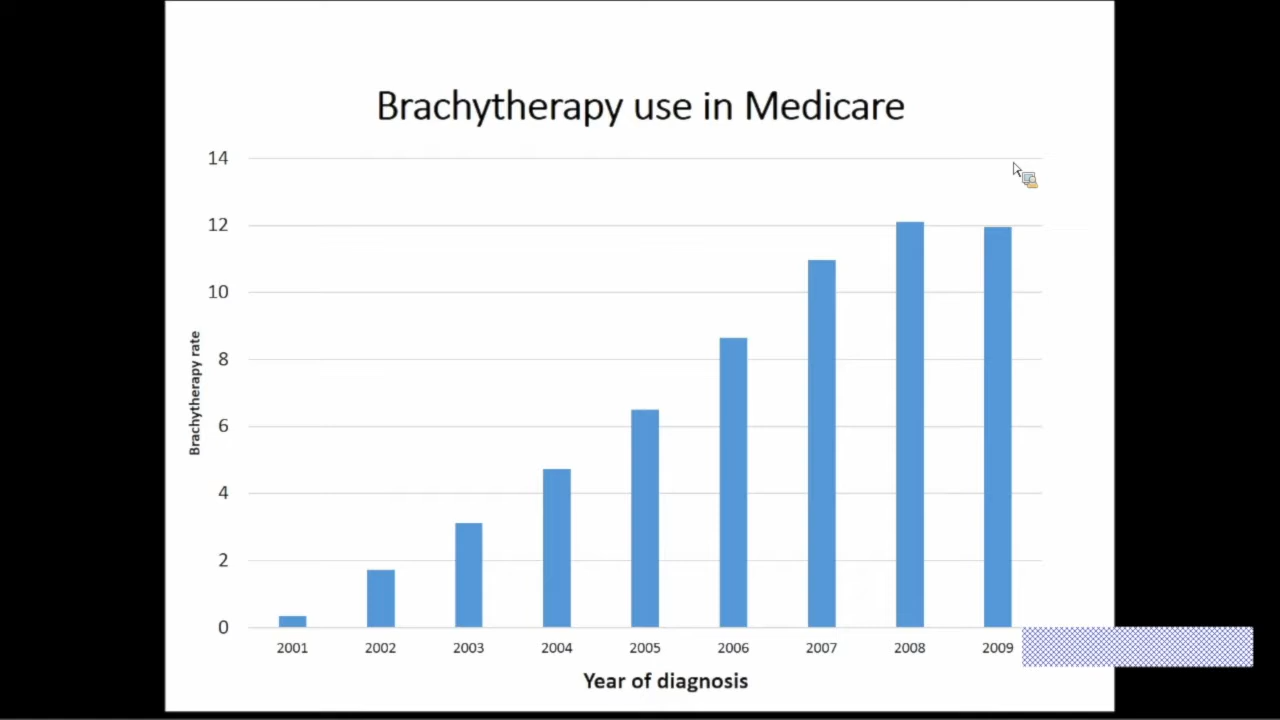 Brachytherapy use in Medicare
14
12
10
8
6
4
2
0
Brachytherapy rate
2001 2002 2003 2004 2005 2006 2007 2008 2009
Year of diagnosis